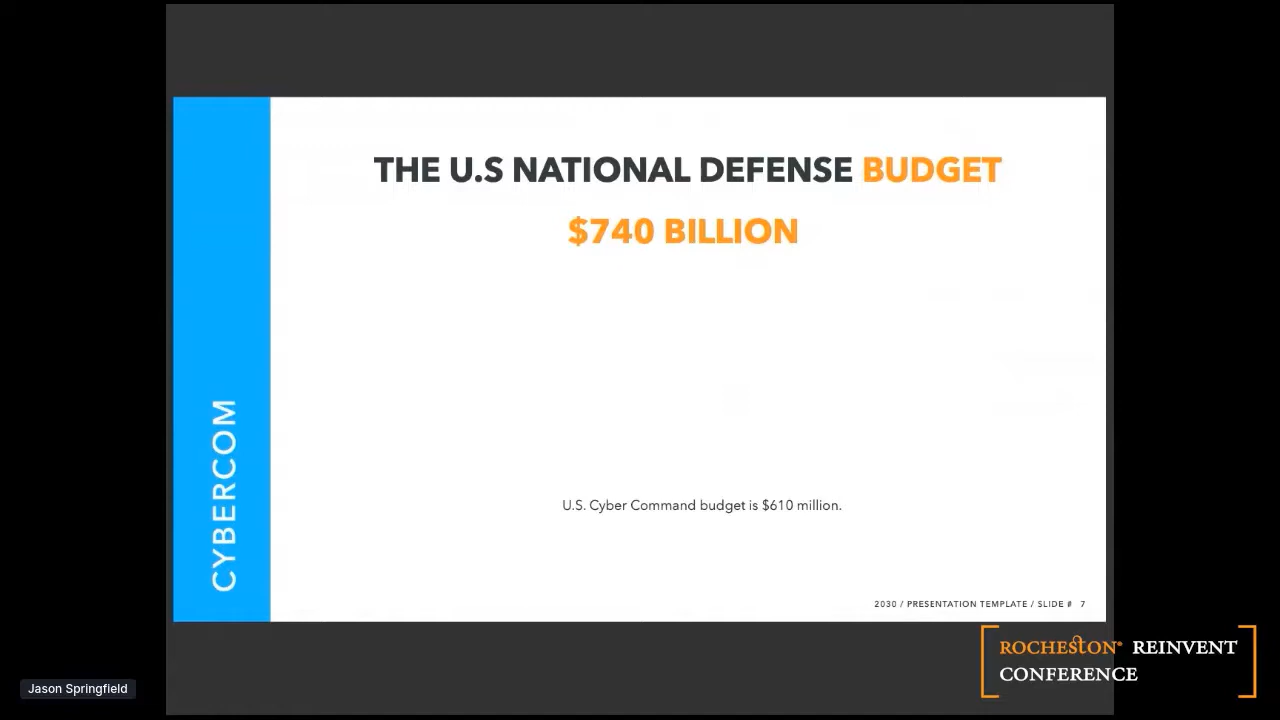 THE U.S NATIONAL DEFENSE BUDGET
$740 BILLION
CYBERCOM
U.S. Cyber Command budget is $610 million.
2030 / PRESENTATION TEMPLATE / SLIDE # 7
ROCHESTON® REINVENT
CONFERENCE
Jason Springfield